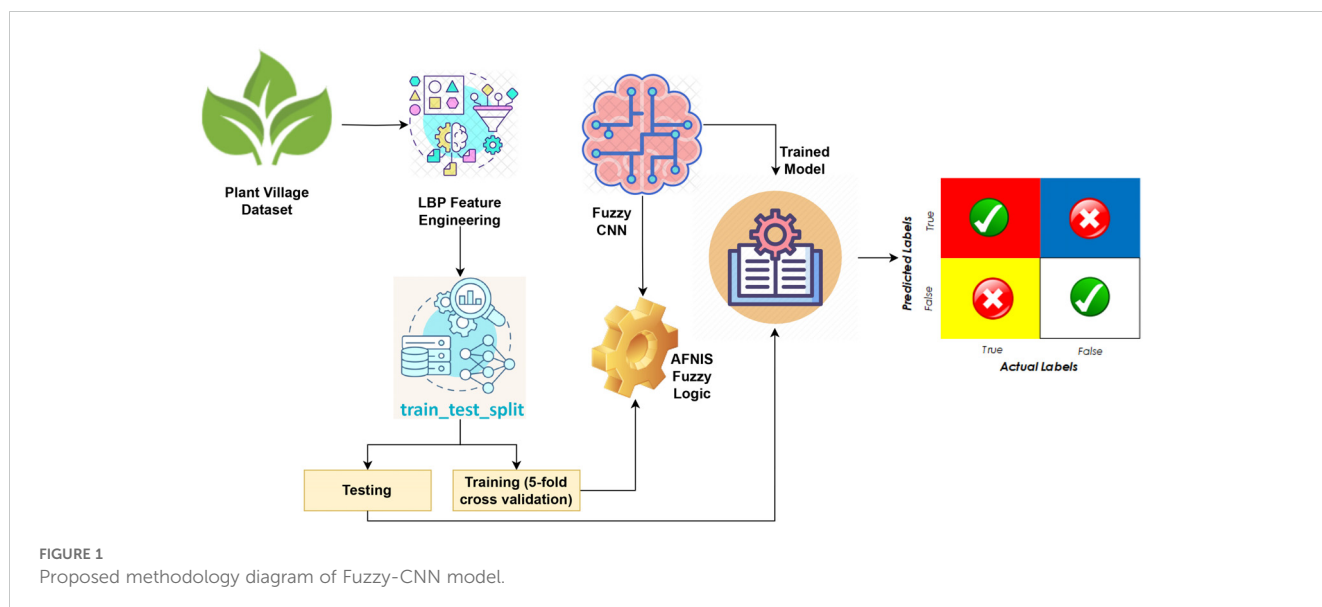 Plant Village
Dataset
LBP Feature
Engineering
train_test_split
Testing
Training (5-fold
cross validation)
Fuzzy
CNN
AFNIS
Fuzzy
Logic
Trained
Model
Predicted Labels
True
False
True
False
Actual Labels
FIGURE 1
Proposed methodology diagram of Fuzzy-CNN model.